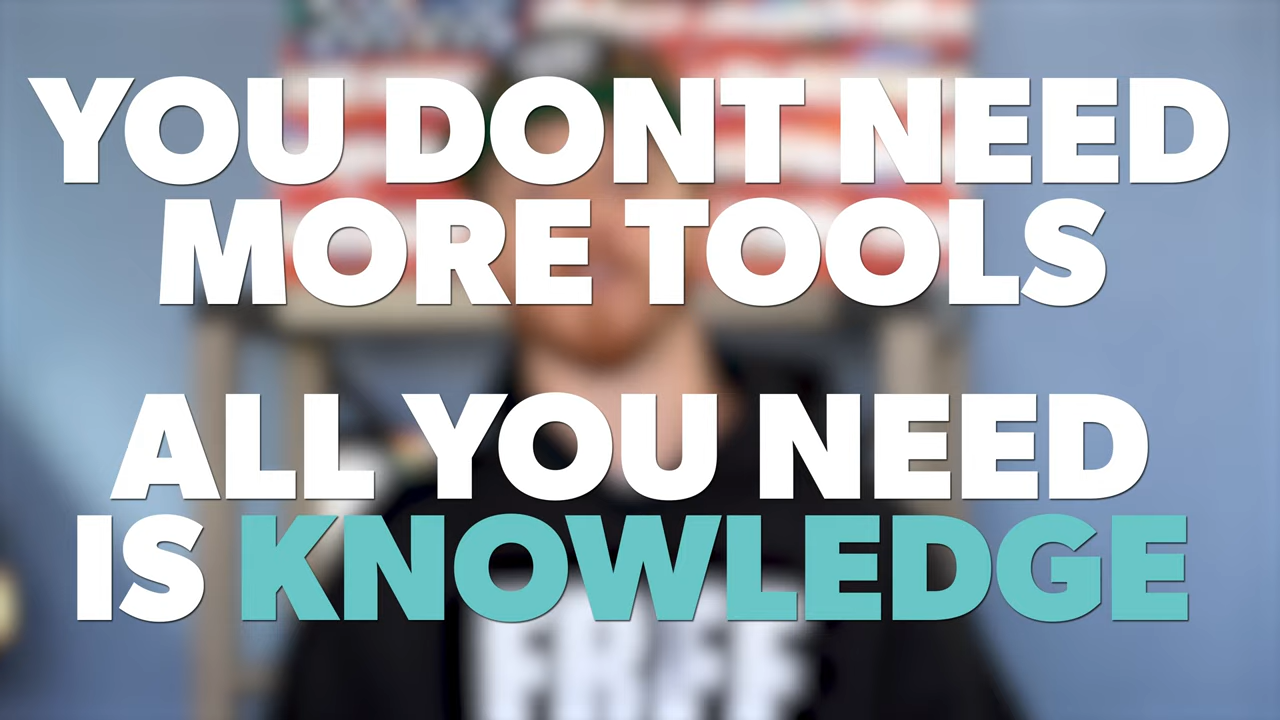 YOU DONT NEED
MORE TOOLS
ALL YOU NEED
IS KNOWLEDGE